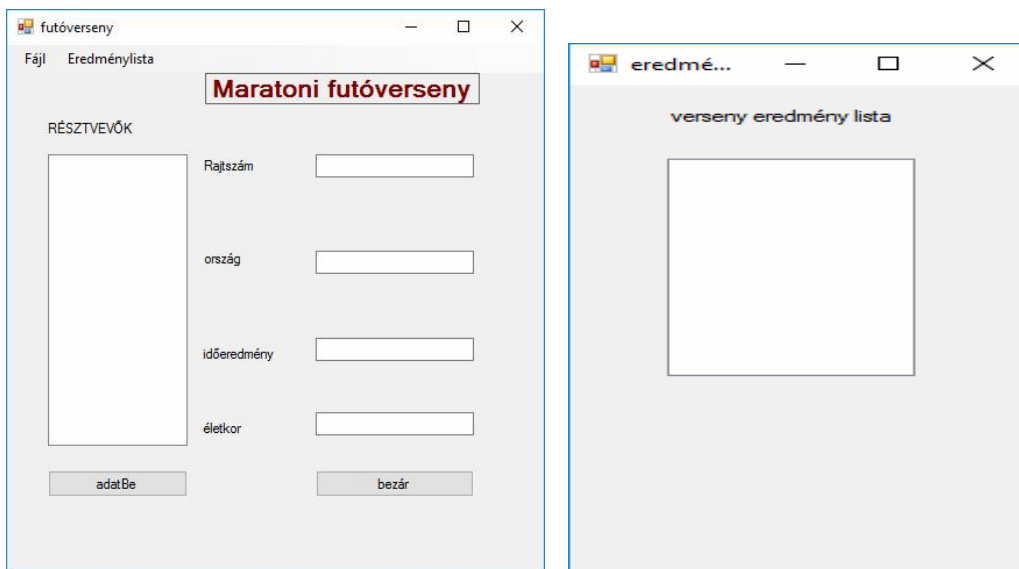 futóverseny
Fájl Eredménylista
Maratoni futóverseny
RÉSZTVEVŐK
Rajtszám
ország
időeredmény
életkor
adatBe bezár
eredmé...
verseny eredmény lista